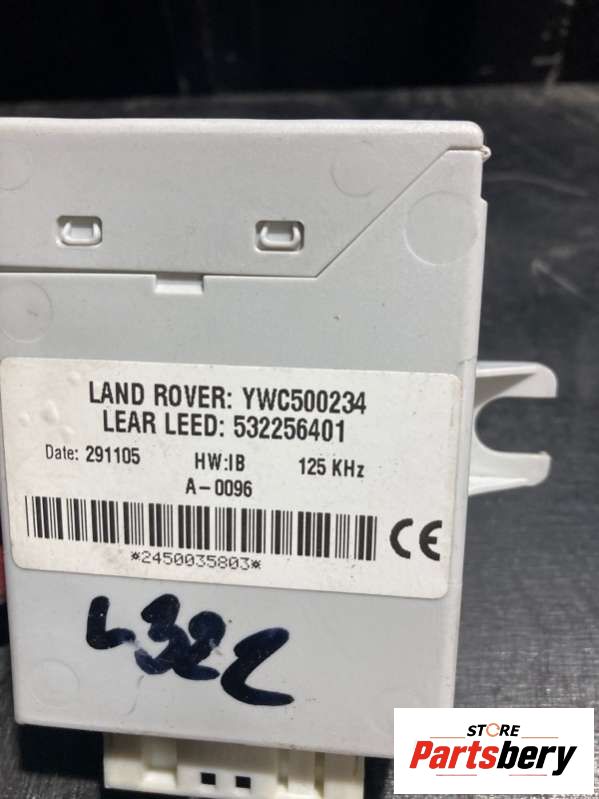 LAND ROVER: YWC500234
LEAR LEED: 532256401
Date: 291105 HW:IB 125 KHz
A-0096
*2450035803*
CE
L322
STORE
Partsbery